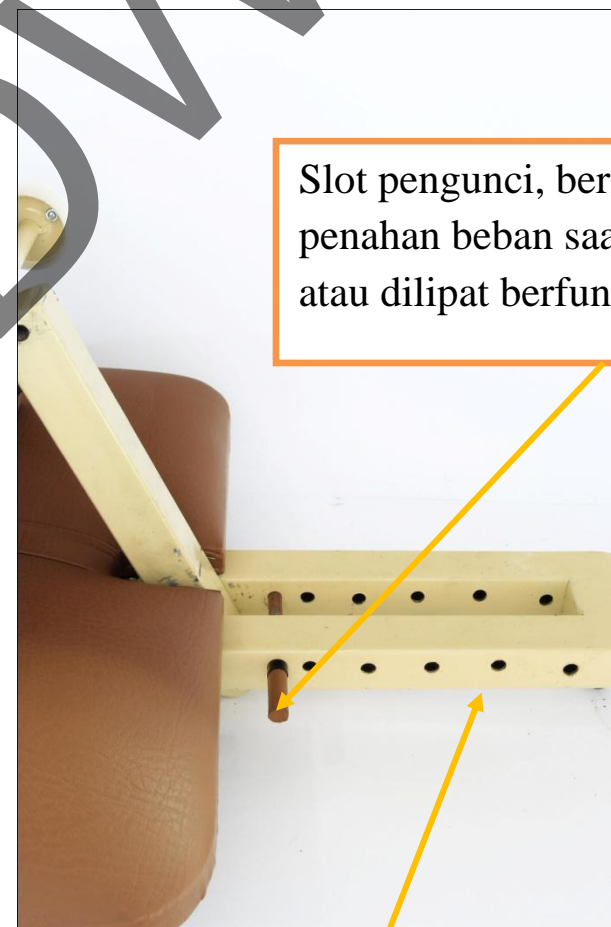 Slot pengunci, ber
penahan beban saa
atau dilipat berfun